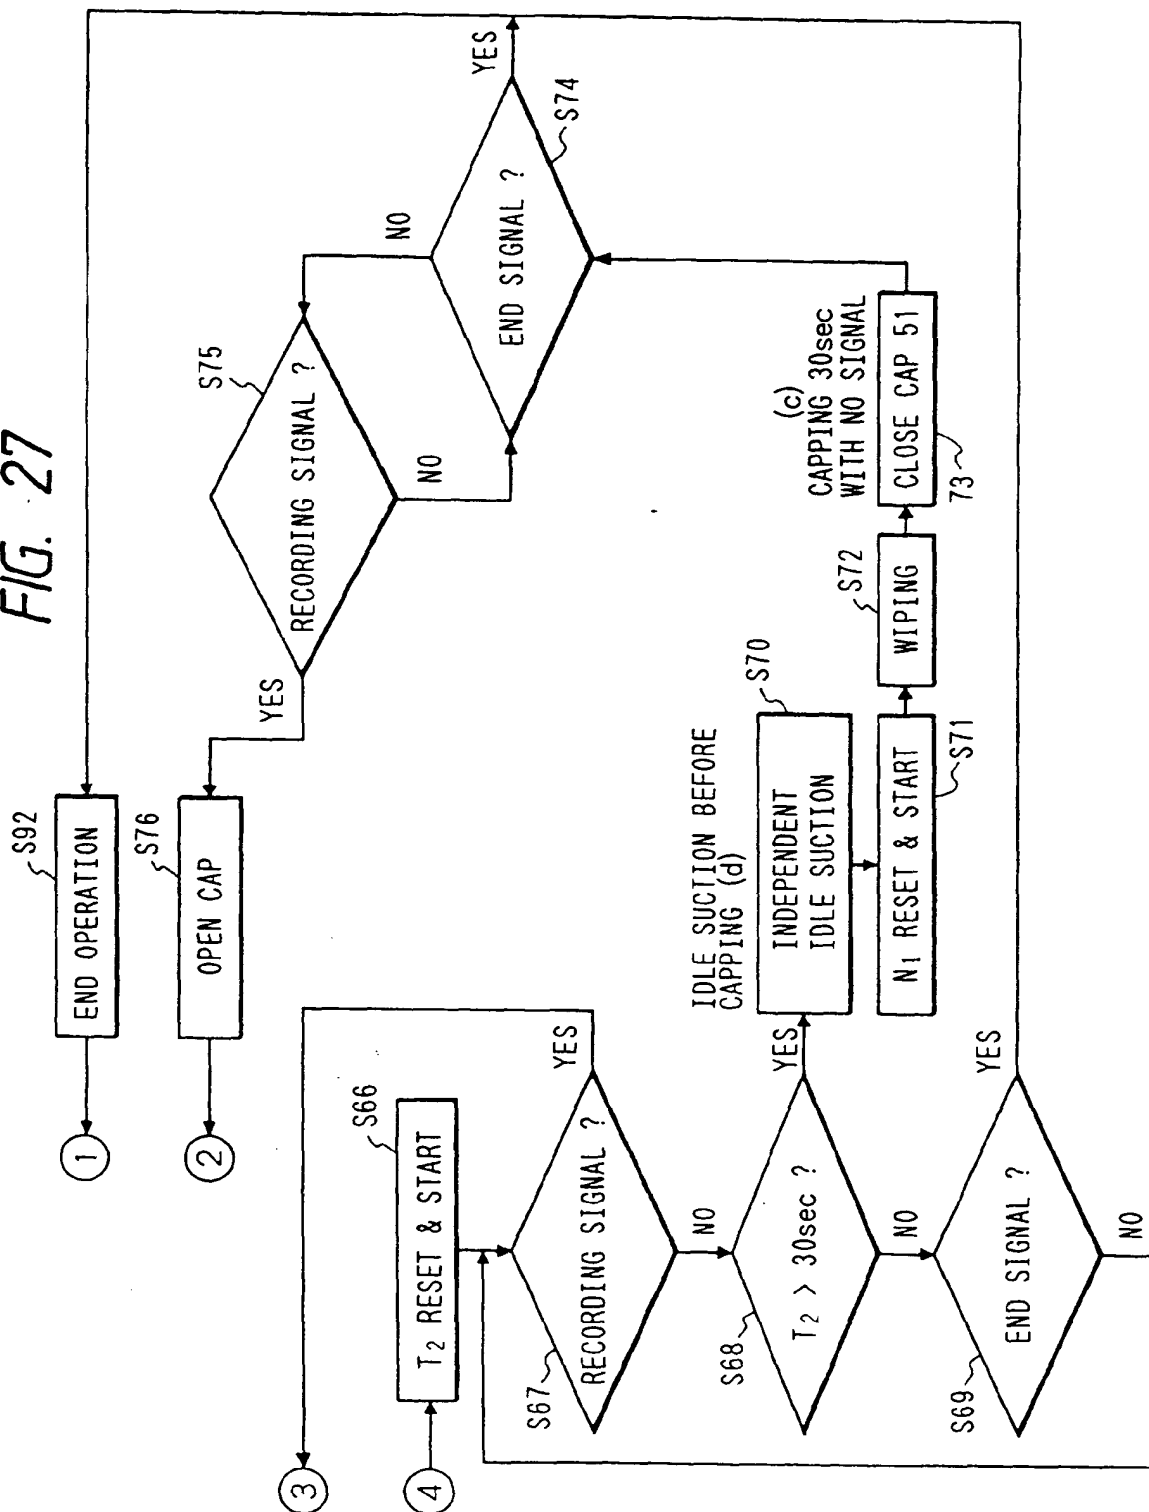 FIG. 27
4
S66
T2 RESET & START
3
S67
RECORDING SIGNAL ?
YES
NO
S68
T2 > 30sec ?
YES
NO
S69
END SIGNAL ?
YES
NO
IDLE SUCTION BEFORE
CAPPING (d)
S70
INDEPENDENT
IDLE SUCTION
S71
N1 RESET & START
S72
WIPING
(c)
CAPPING 30sec
WITH NO SIGNAL
73
CLOSE CAP 51
S74
END SIGNAL ?
YES
NO
S75
RECORDING SIGNAL ?
YES
NO
S76
OPEN CAP
2
S92
END OPERATION
1